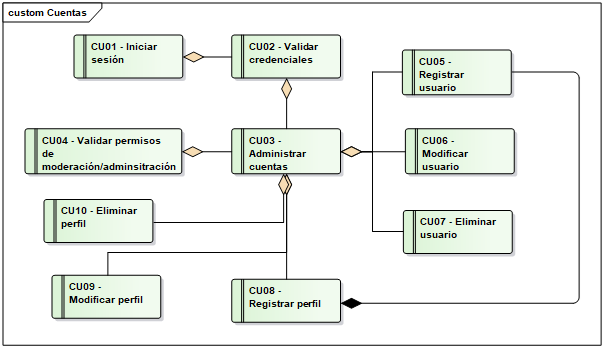 custom Cuentas
CU01 - Iniciar
sesión
CU02 - Validar
credenciales
CU05 -
Registrar
usuario
CU04 - Validar permisos
de
moderación/adminsitración
CU03 -
Administrar
cuentas
CU06 -
Modificar
usuario
CU10 - Eliminar
perfil
CU07 - Eliminar
usuario
CU09 -
Modificar perfil
CU08 -
Registrar perfil